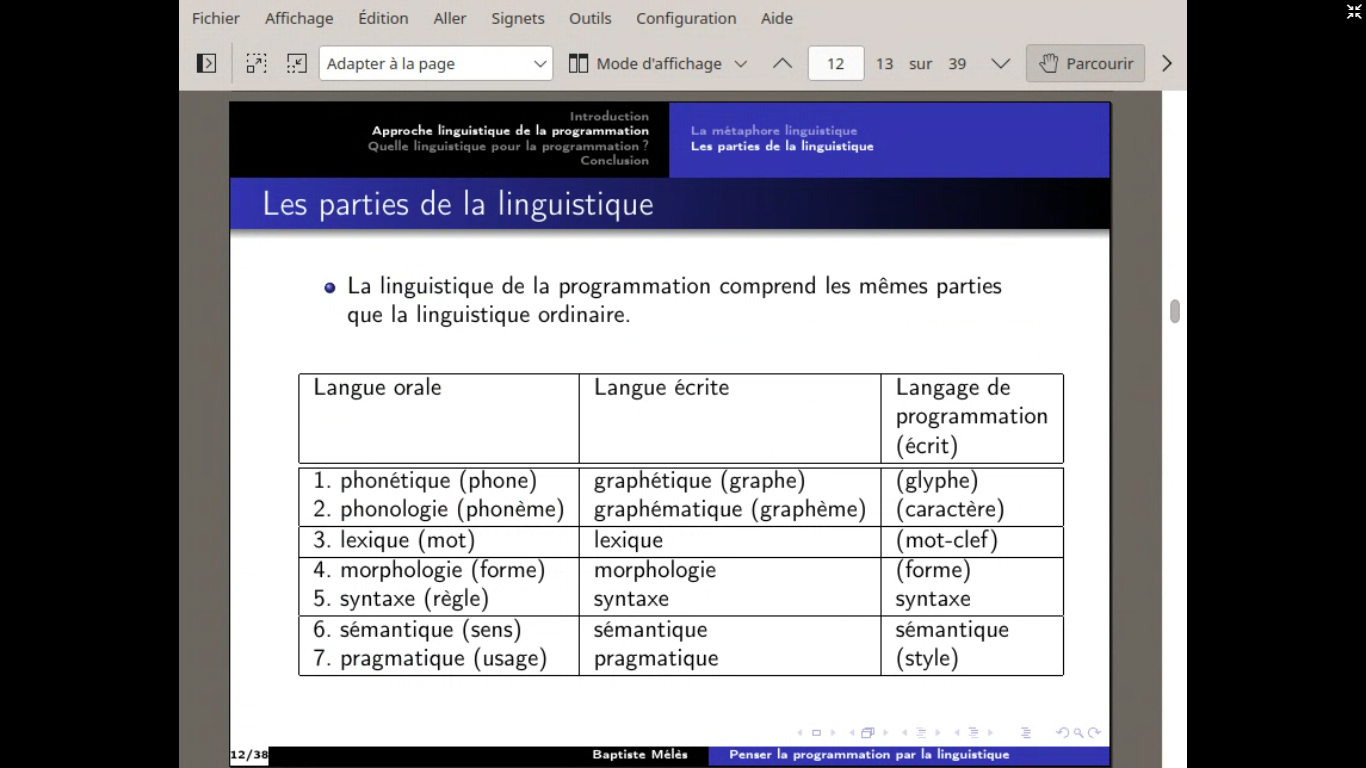 Fichier Affichage Édition Aller Signets Outils Configuration Aide
Adapter à la page Mode d'affichage 12 13 sur 39 Parcourir
Introduction
Approche linguistique de la programmation
Quelle linguistique pour la programmation ?
Conclusion
La métaphore linguistique
Les parties de la linguistique
Les parties de la linguistique
La linguistique de la programmation comprend les mêmes parties
que la linguistique ordinaire.
Langue orale Langue écrite Langage de
programmation
(écrit)
1. phonétique (phone) graphétique (graphe) (glyphe)
2. phonologie (phonème) graphématique (graphème) (caractère)
3. lexique (mot) lexique (mot-clef)
4. morphologie (forme) morphologie (forme)
5. syntaxe (règle) syntaxe syntaxe
6. sémantique (sens) sémantique sémantique
7. pragmatique (usage) pragmatique (style)
12/38 Baptiste Mélès Penser la programmation par la linguistique